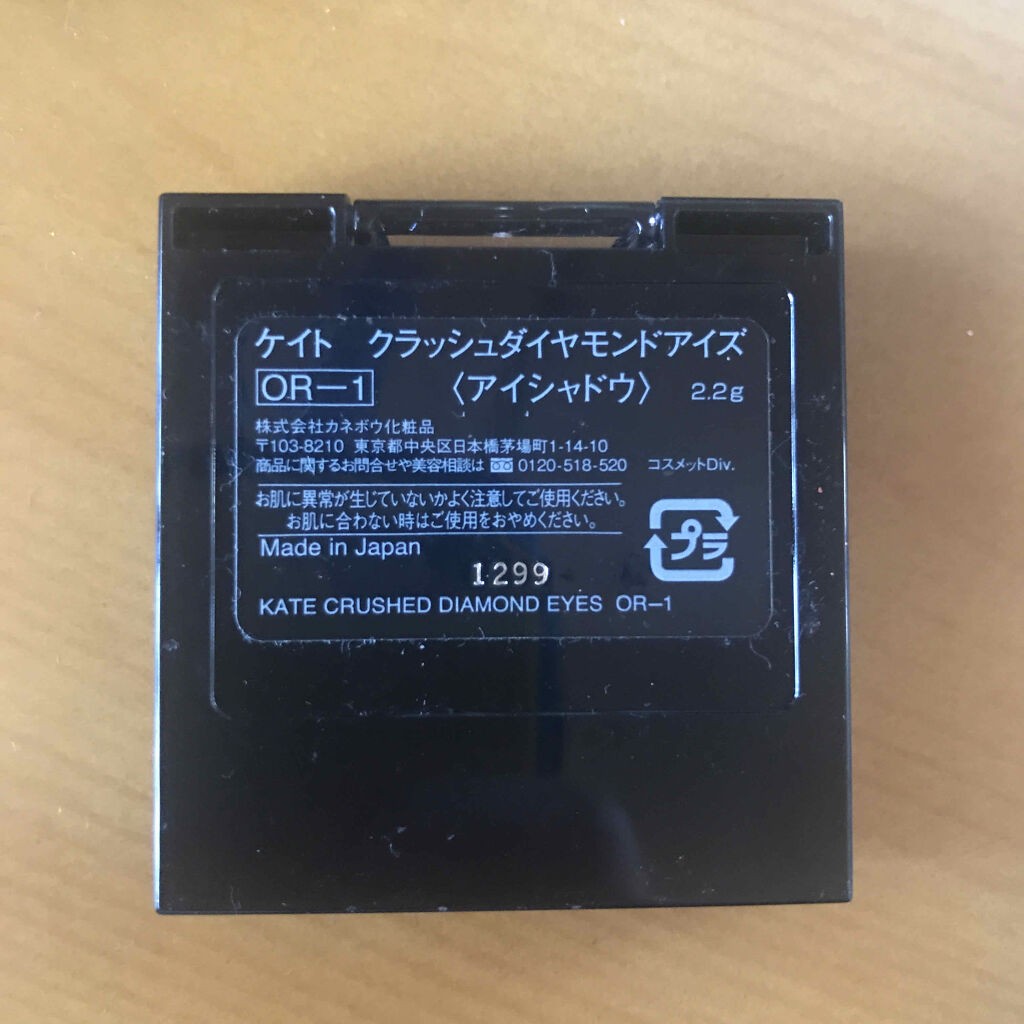 ケイト クラッシュダイヤモンドアイズ
OR-1 〈アイシャドウ〉 2.2g
株式会社カネボウ化粧品
〒103-8210 東京都中央区日本橋茅場町1-14-10
商品に関するお問合せや美容相談は 0120-518-520 コスメットDiv.
お肌に異常が生じていないかよく注意してご使用ください。
お肌に合わない時はご使用をおやめください。
プラ
Made in Japan
1299
KATE CRUSHED DIAMOND EYES OR-1